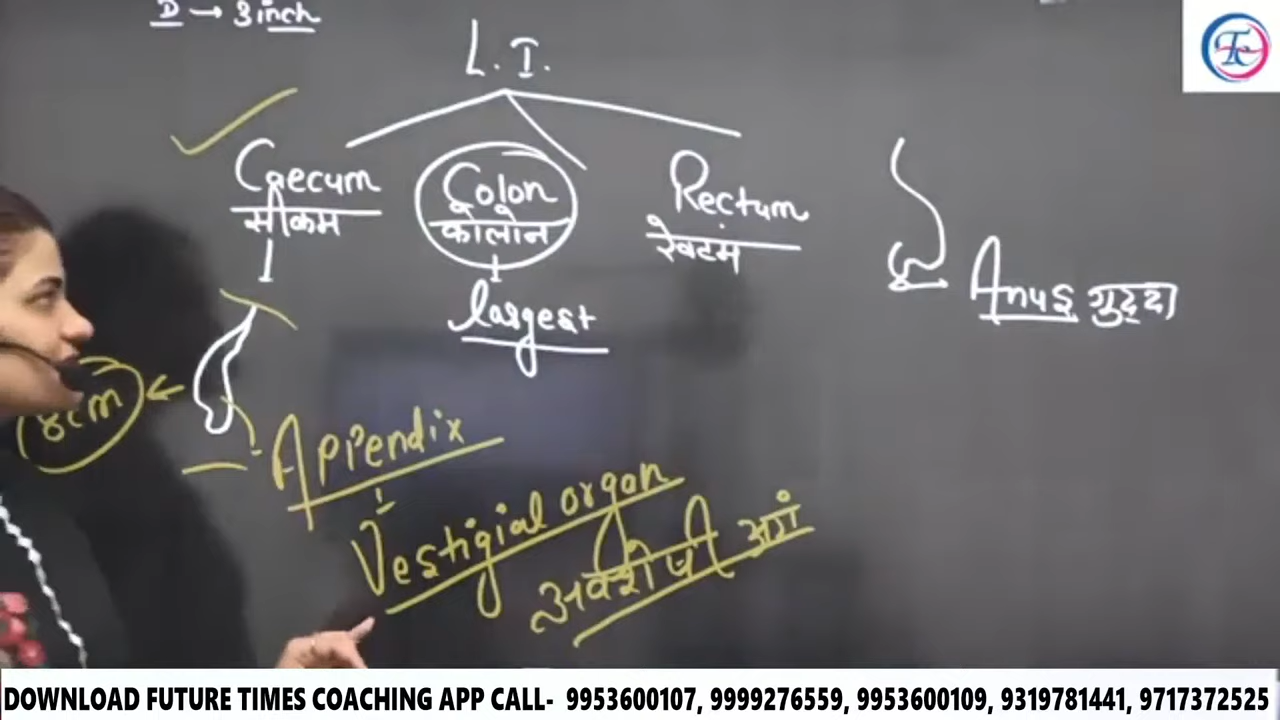 D → 3inch
L. I.
Caecum Colon Rectum
सीकम कोलोन रेक्टम
largest
Anus गुद्दा
8cm ← Appendix
Vestigial organ
अवशेषी अंग
Tc
DOWNLOAD FUTURE TIMES COACHING APP CALL- 9953600107, 9999276559, 9953600109, 9319781441, 9717372525